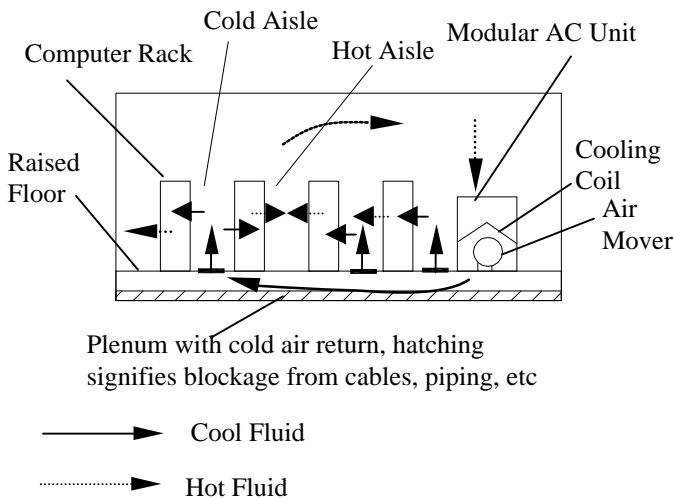 Cold Aisle
Modular AC Unit
Computer Rack
Hot Aisle
Raised
Floor
Cooling
Coil
Air
Mover
Plenum with cold air return, hatching
signifies blockage from cables, piping, etc
Cool Fluid
Hot Fluid